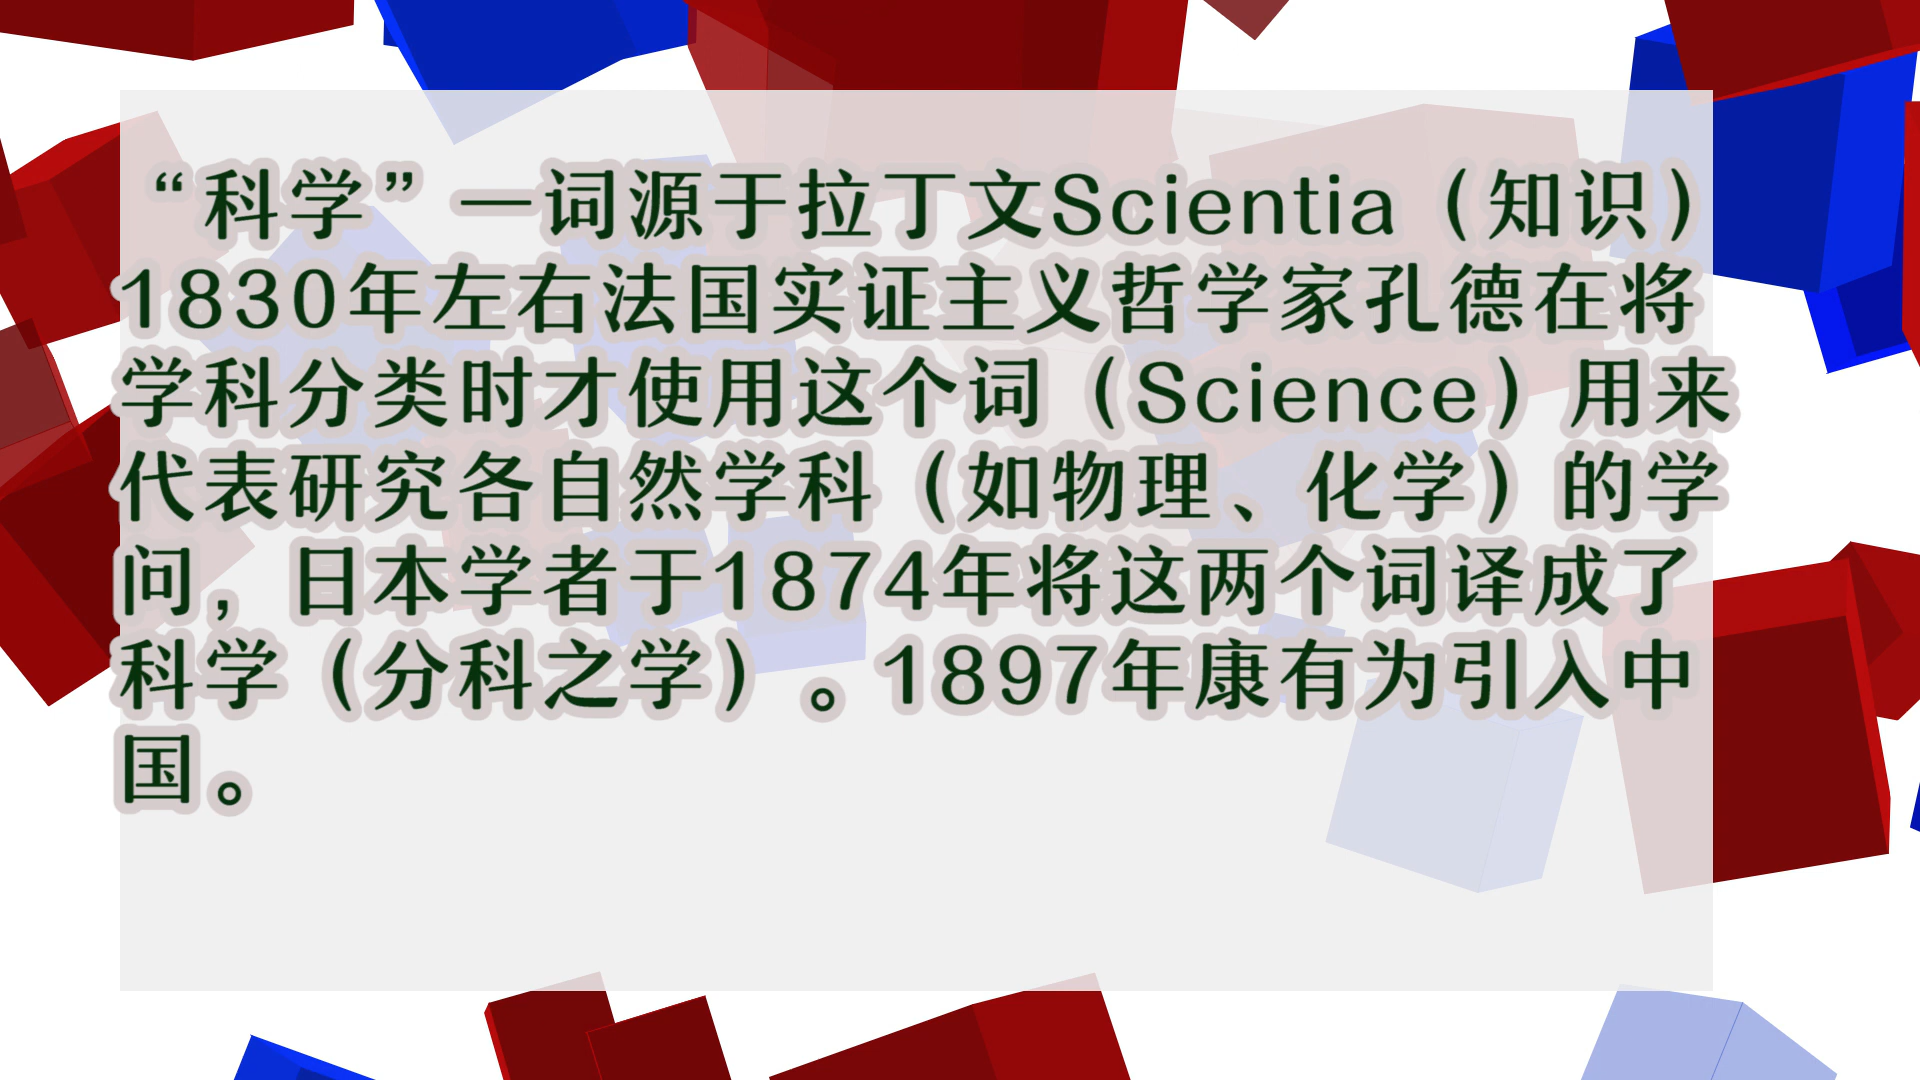 “科学”一词源于拉丁文Scientia（知识）
1830年左右法国实证主义哲学家孔德在将
学科分类时才使用这个词（Science）用来
代表研究各自然学科（如物理、化学）的学
问，日本学者于1874年将这两个词译成了
科学（分科之学）。1897年康有为引入中
国。